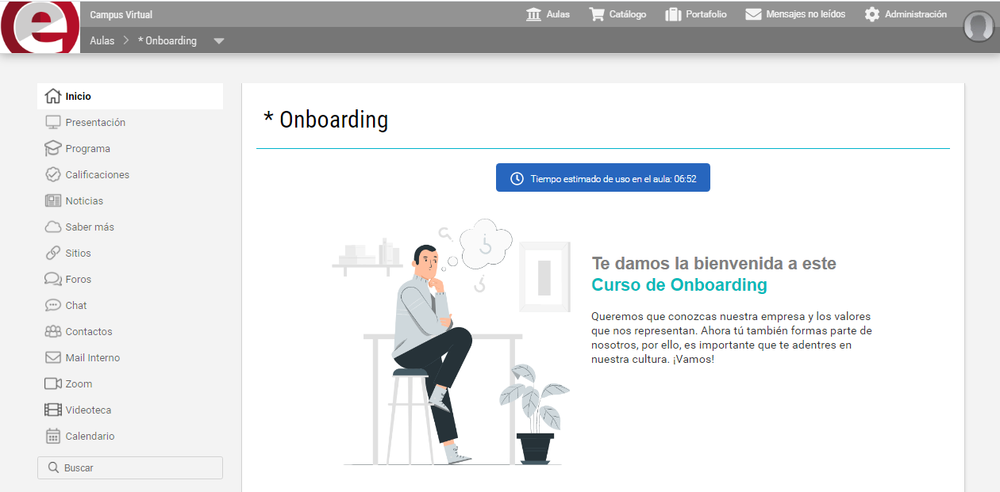 Campus Virtual
Aulas
Catálogo
Portafolio
Mensajes no leídos
Administración
Aulas > * Onboarding
Inicio
Presentación
Programa
Calificaciones
Noticias
Saber más
Sitios
Foros
Chat
Contactos
Mail Interno
Zoom
Videoteca
Calendario
Buscar
* Onboarding
Tiempo estimado de uso en el aula: 06:52
Te damos la bienvenida a este
Curso de Onboarding
Queremos que conozcas nuestra empresa y los valores
que nos representan. Ahora tú también formas parte de
nosotros, por ello, es importante que te adentres en
nuestra cultura. ¡Vamos!